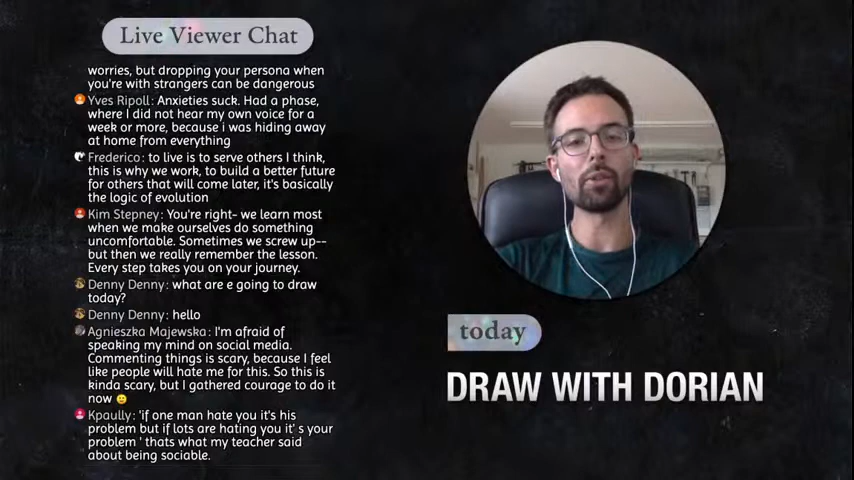 Live Viewer Chat
worries, but dropping your persona when
you're with strangers can be dangerous
Yves Ripoll: Anxieties suck. Had a phase,
where I did not hear my own voice for a
week or more, because i was hiding away
at home from everything
Frederico: to live is to serve others I think,
this is why we work, to build a better future
for others that will come later, it's basically
the logic of evolution
Kim Stepney: You're right- we learn most
when we make ourselves do something
uncomfortable. Sometimes we screw up--
but then we really remember the lesson.
Every step takes you on your journey.
Denny Denny: what are e going to draw
today?
Denny Denny: hello
Agnieszka Majewska: I'm afraid of
speaking my mind on social media.
Commenting things is scary, because I feel
like people will hate me for this. So this is
kinda scary, but I gathered courage to do it
now 🙂
Kpaully: 'if one man hate you it's his
problem but if lots are hating you it' s your
problem ' thats what my teacher said
about being sociable.
today
DRAW WITH DORIAN